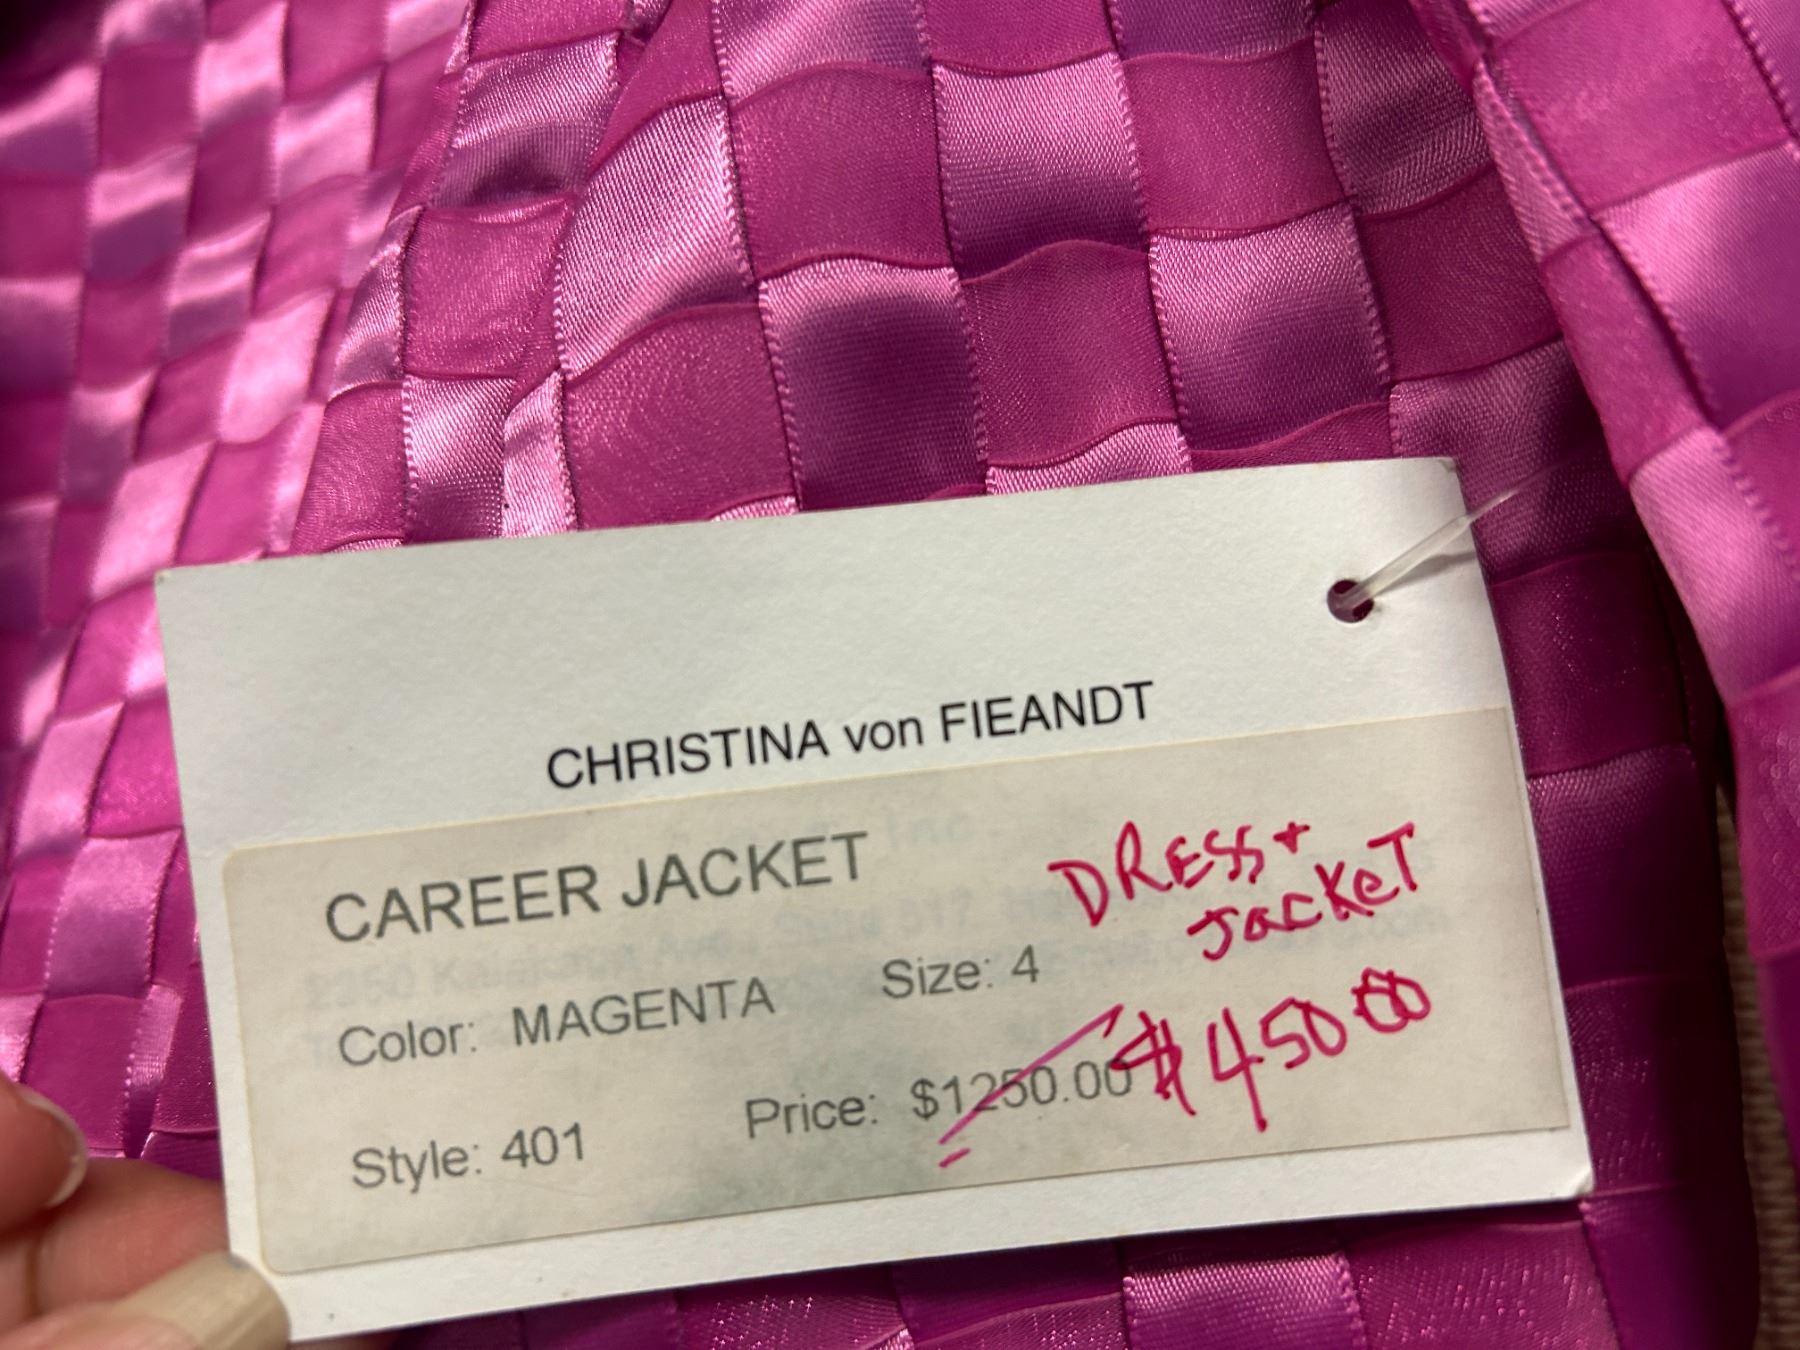 CHRISTINA von FIEANDT
CAREER JACKET
DRESS +
JACKET
Color: MAGENTA Size: 4
Style: 401 Price: $1250.00 $450 00